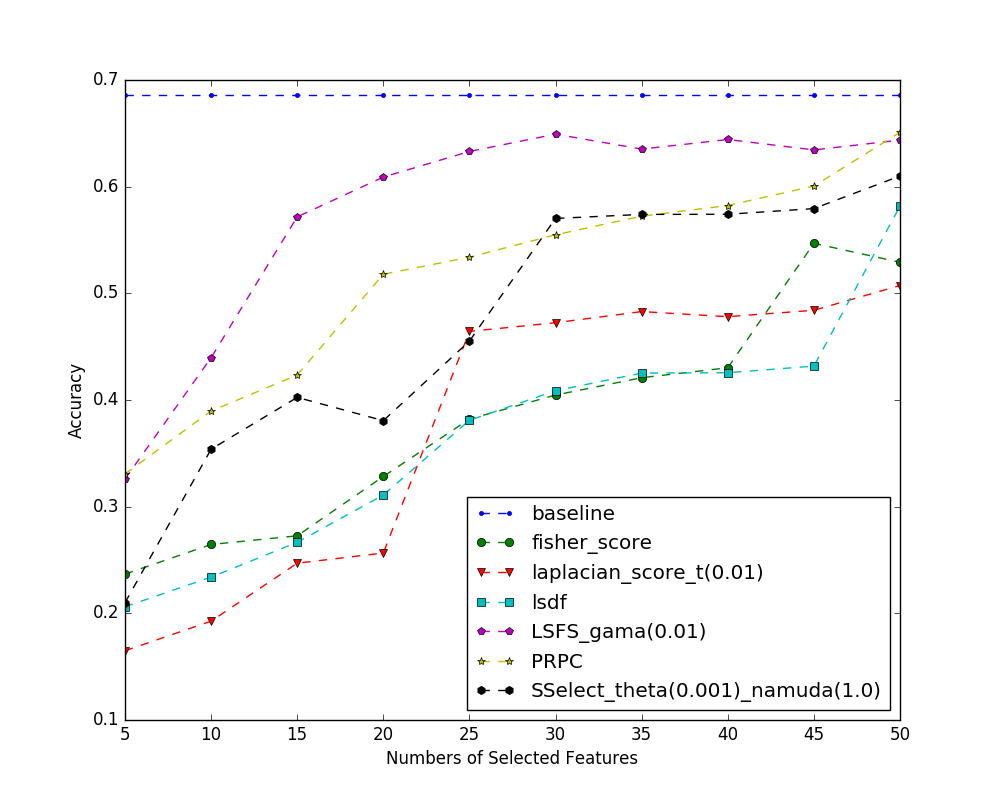 0.7
0.6
0.5
0.4
0.3
0.2
0.1
Accuracy
baseline
fisher_score
laplacian_score_t(0.01)
lsdf
LSFS_gama(0.01)
PRPC
SSelect_theta(0.001)_namuda(1.0)
5 10 15 20 25 30 35 40 45 50
Numbers of Selected Features